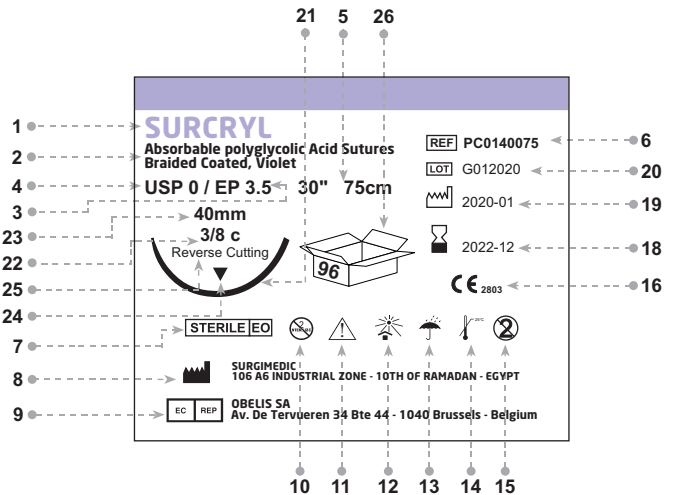 21 5 26
1 SURCRYL
2 Absorbable polyglycolic Acid Sutures
Braided Coated, Violet
REF PC0140075 6
LOT G012020 20
4 USP 0 / EP 3.5 30" 75cm
3
2020-01 19
23 40mm
22 3/8 c
25 Reverse Cutting
24
96
2022-12 18
CE 2803 16
7 STERILE EO
2
25°C
8 SURGIMEDIC
106 A6 INDUSTRIAL ZONE - 10TH OF RAMADAN - EGYPT
9 EC REP OBELIS SA
Av. De Tervueren 34 Bte 44 - 1040 Brussels - Belgium
10 11 12 13 14 15